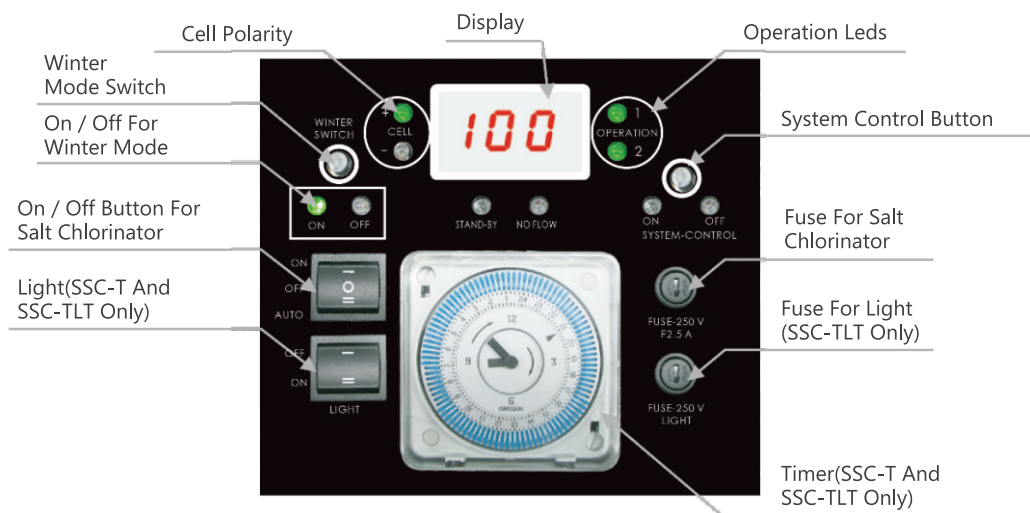 Cell Polarity
Display
Operation Leds
Winter
Mode Switch
On / Off For
Winter Mode
System Control Button
On / Off Button For
Salt Chlorinator
Fuse For Salt
Chlorinator
Light(SSC-T And
SSC-TLT Only)
Fuse For Light
(SSC-TLT Only)
Timer(SSC-T And
SSC-TLT Only)
WINTER
SWITCH
+
CELL
-
100
1
OPERATION
2
ON
OFF
STAND-BY
NO FLOW
ON
OFF
SYSTEM-CONTROL
ON
OFF
AUTO
OFF
ON
LIGHT
12
3
6
9
FUSE-250 V
F2.5 A
FUSE-250 V
LIGHT